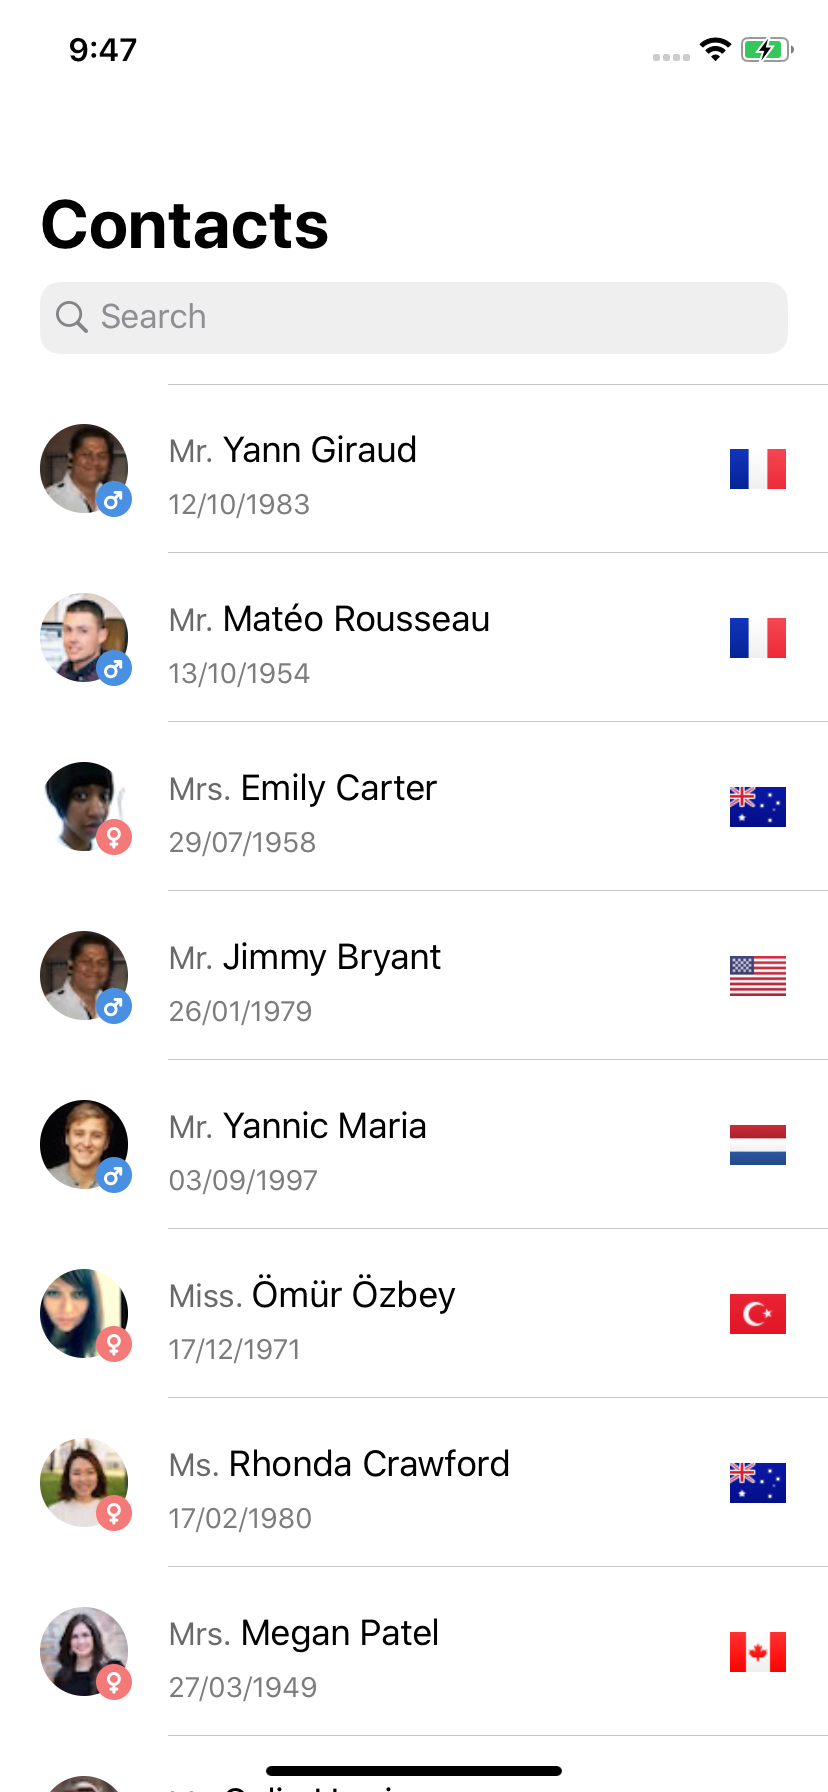 9:47
Contacts
Search
Mr. Yann Giraud
12/10/1983
Mr. Matéo Rousseau
13/10/1954
Mrs. Emily Carter
29/07/1958
Mr. Jimmy Bryant
26/01/1979
Mr. Yannic Maria
03/09/1997
Miss. Ömür Özbey
17/12/1971
Ms. Rhonda Crawford
17/02/1980
Mrs. Megan Patel
27/03/1949